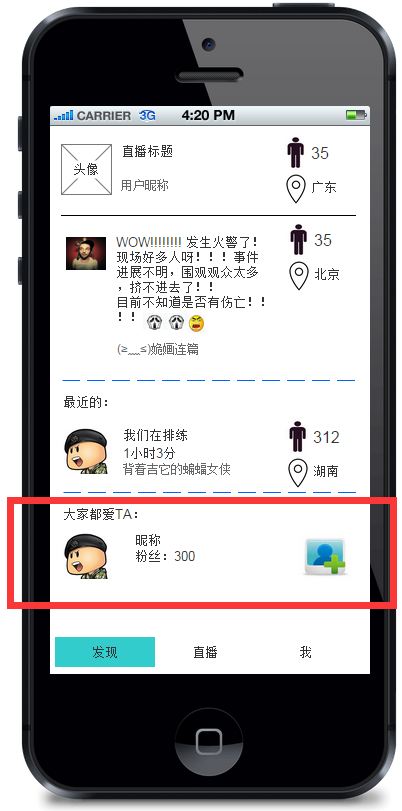 CARRIER 3G 4:20 PM
直播标题
35
头像
用户昵称
广东
WOW!!!!!!!! 发生火警了!
35
现场好多人呀!!! 事件
进展不明,围观观众太多
北京
,挤不进去了!!
目前不知道是否有伤亡!!
!!
(≥﹏≤)婏婳连篇
最近的:
我们在排练
312
1小时3分
背着吉它的蝙蝠女侠
湖南
大家都爱TA:
昵称
粉丝:300
发现 直播 我